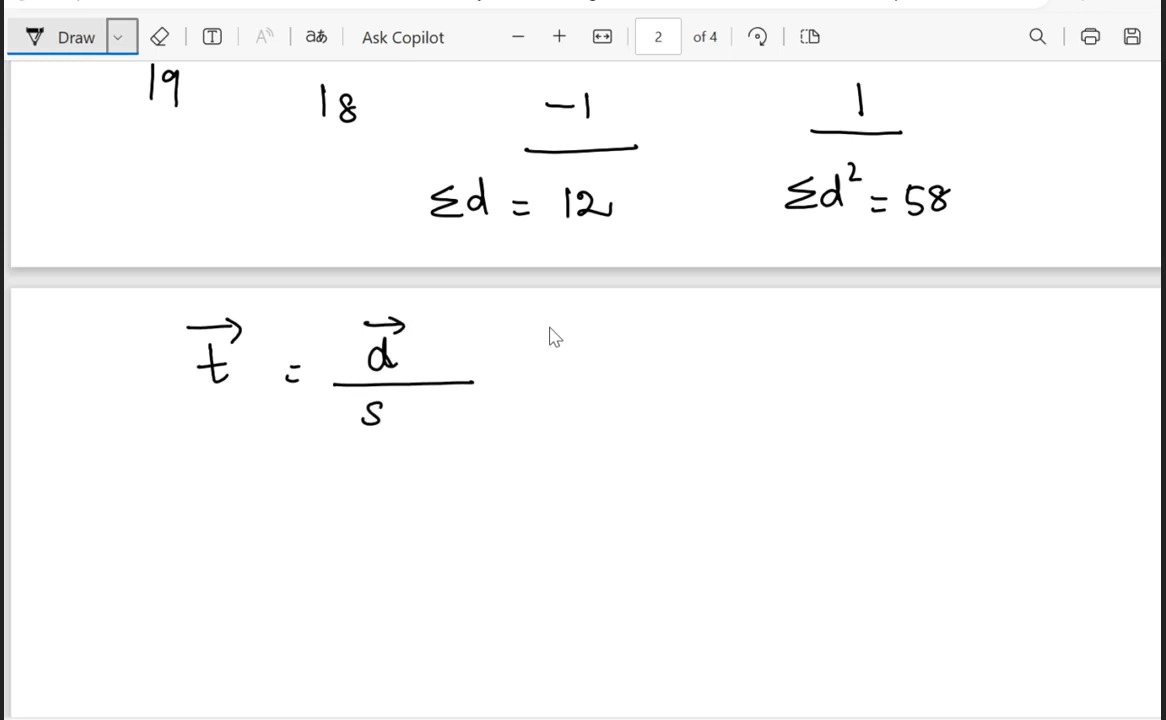 Draw Ask Copilot 2 of 4
19 18 −1 1
Σd = 12 Σd² = 58
t⃗ = d⃗ / s